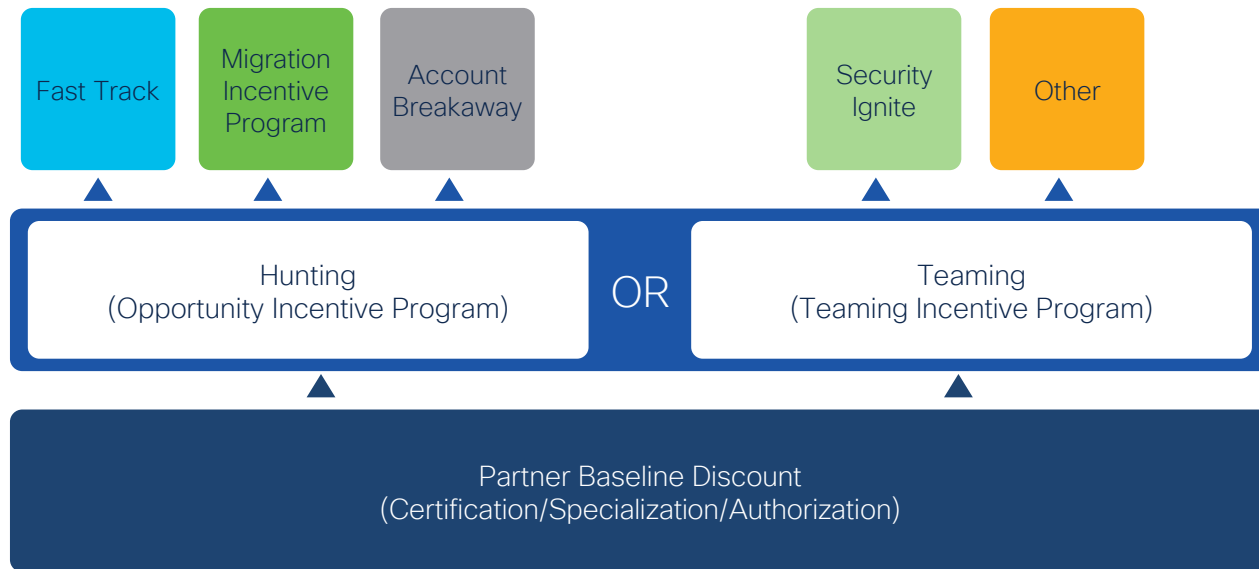 Fast Track
Migration
Incentive
Program
Account
Breakaway
Security
Ignite
Other
Hunting
(Opportunity Incentive Program)
OR
Teaming
(Teaming Incentive Program)
Partner Baseline Discount
(Certification/Specialization/Authorization)